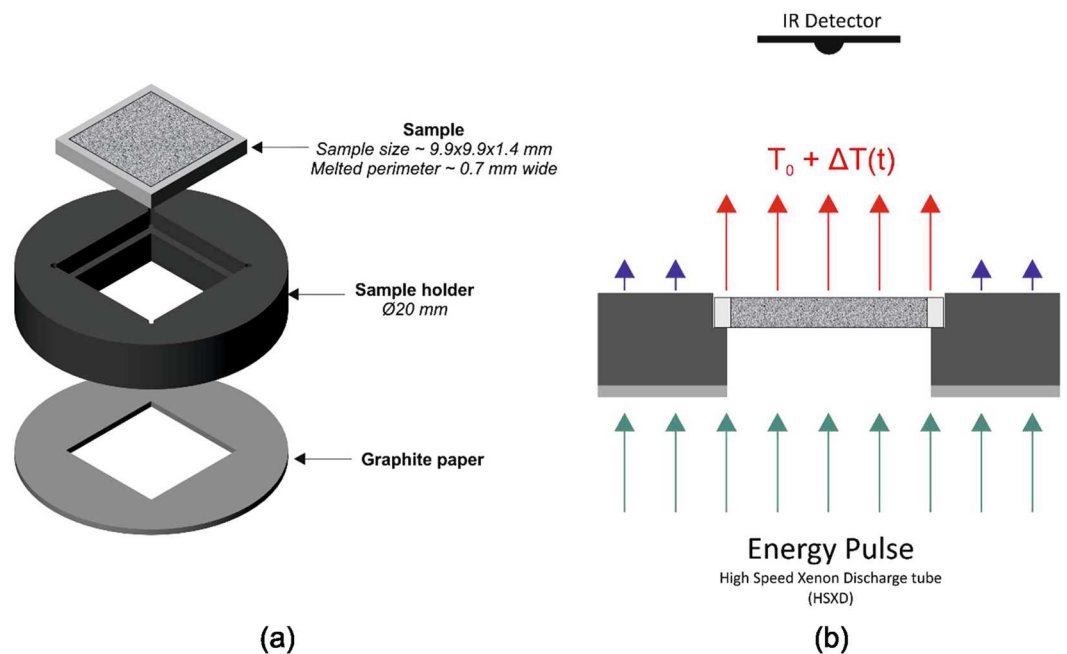 Sample
Sample size ~ 9.9x9.9x1.4 mm
Melted perimeter ~ 0.7 mm wide
Sample holder
Ø20 mm
Graphite paper
(a)
IR Detector
T₀ + ΔT(t)
Energy Pulse
High Speed Xenon Discharge tube
(HSXD)
(b)